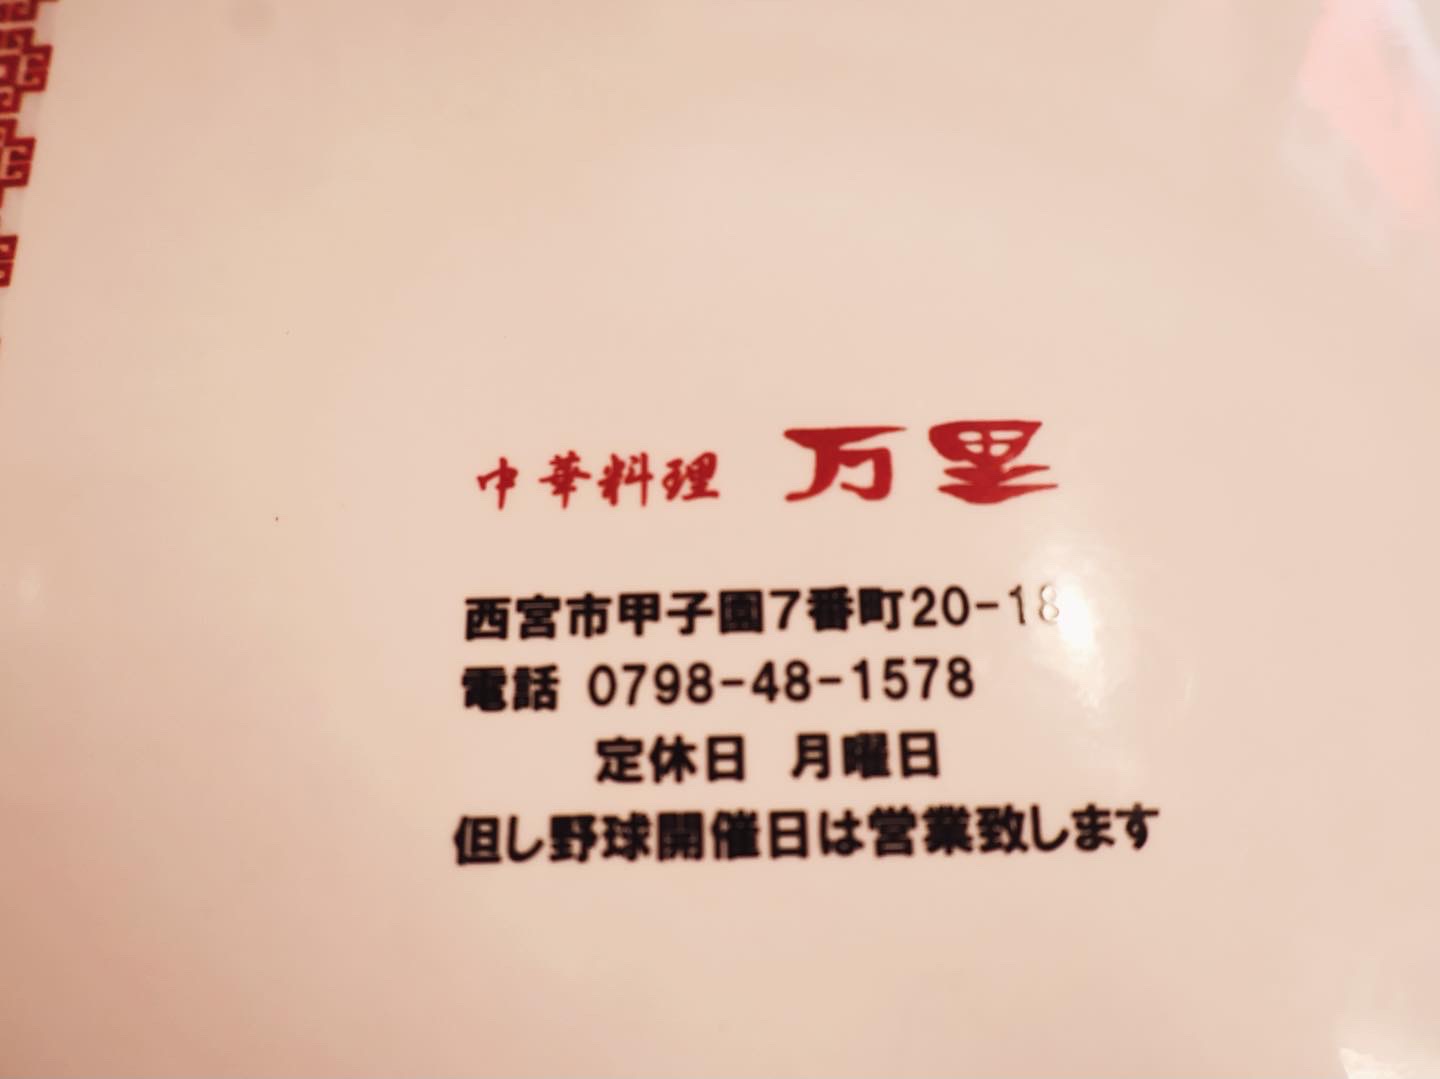 中華料理 万里
西宮市甲子園7番町20-18
電話 0798-48-1578
定休日 月曜日
但し野球開催日は営業致します